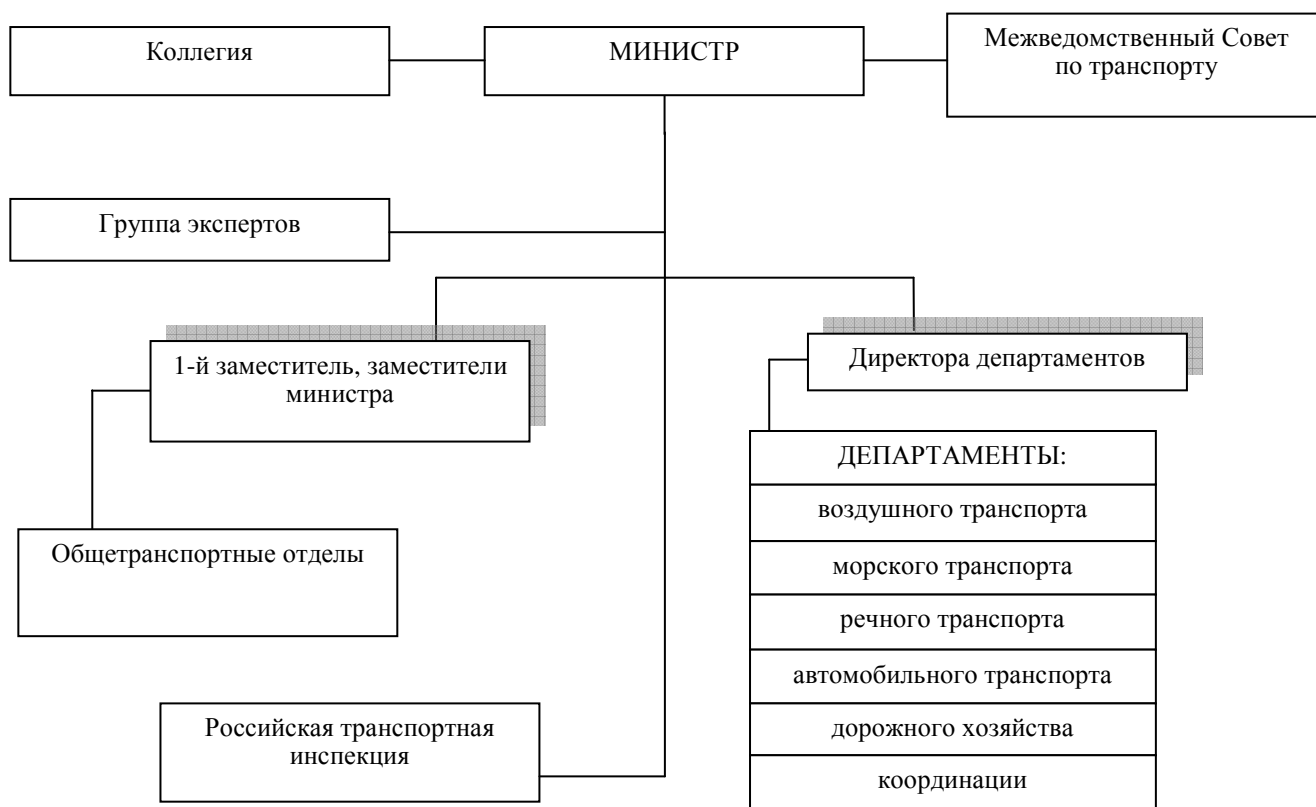 Коллегия
МИНИСТР
Межведомственный Совет
по транспорту
Группа экспертов
1-й заместитель, заместители
министра
Директора департаментов
ДЕПАРТАМЕНТЫ:
воздушного транспорта
морского транспорта
речного транспорта
автомобильного транспорта
дорожного хозяйства
координации
Общетранспортные отделы
Российская транспортная
инспекция